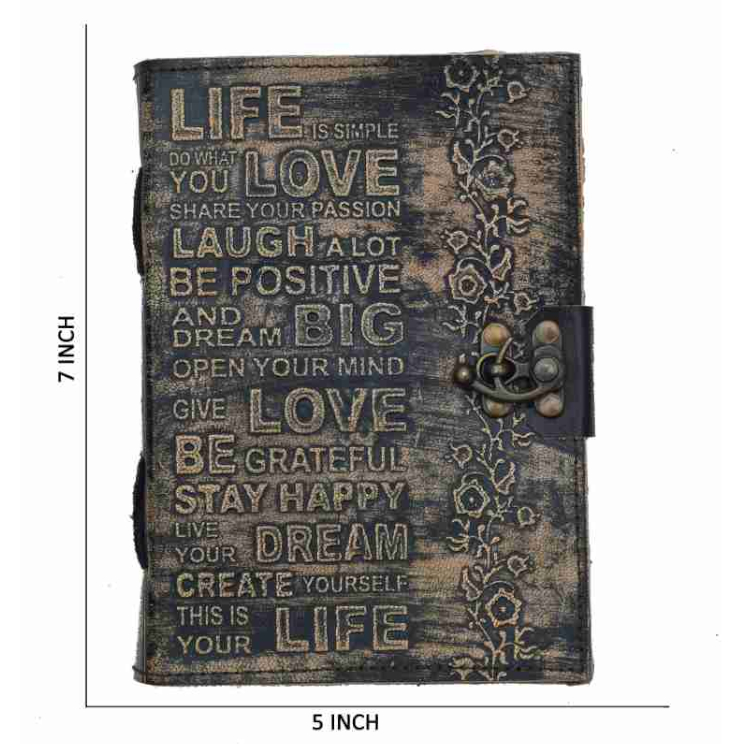 LIFE IS SIMPLE
DO WHAT
YOU LOVE
SHARE YOUR PASSION
LAUGH A LOT
BE POSITIVE
AND
DREAM BIG
OPEN YOUR MIND
GIVE LOVE
BE GRATEFUL
STAY HAPPY
LIVE
YOUR DREAM
CREATE YOURSELF
THIS IS
YOUR LIFE
7 INCH
5 INCH